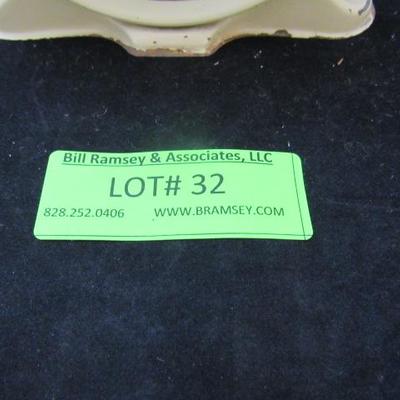 Bill Ramsey & Associates, LLC
LOT# 32
828.252.0406 WWW.BRAMSEY.COM